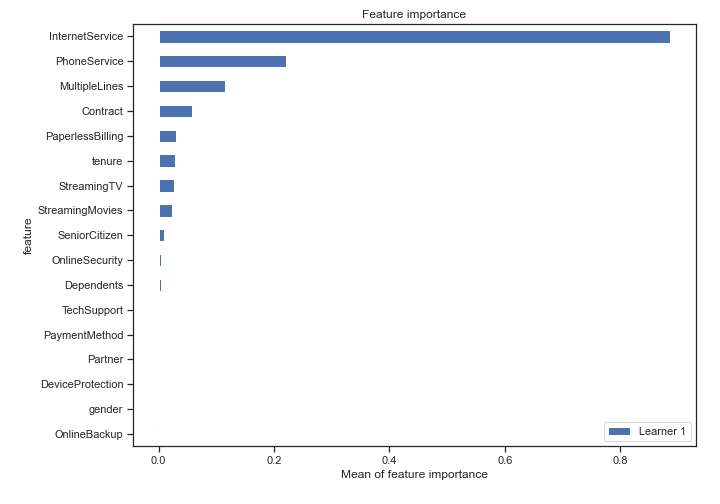 Feature importance
InternetService
PhoneService
MultipleLines
Contract
PaperlessBilling
tenure
StreamingTV
StreamingMovies
SeniorCitizen
OnlineSecurity
Dependents
TechSupport
PaymentMethod
Partner
DeviceProtection
gender
OnlineBackup
feature
Learner 1
0.0 0.2 0.4 0.6 0.8
Mean of feature importance